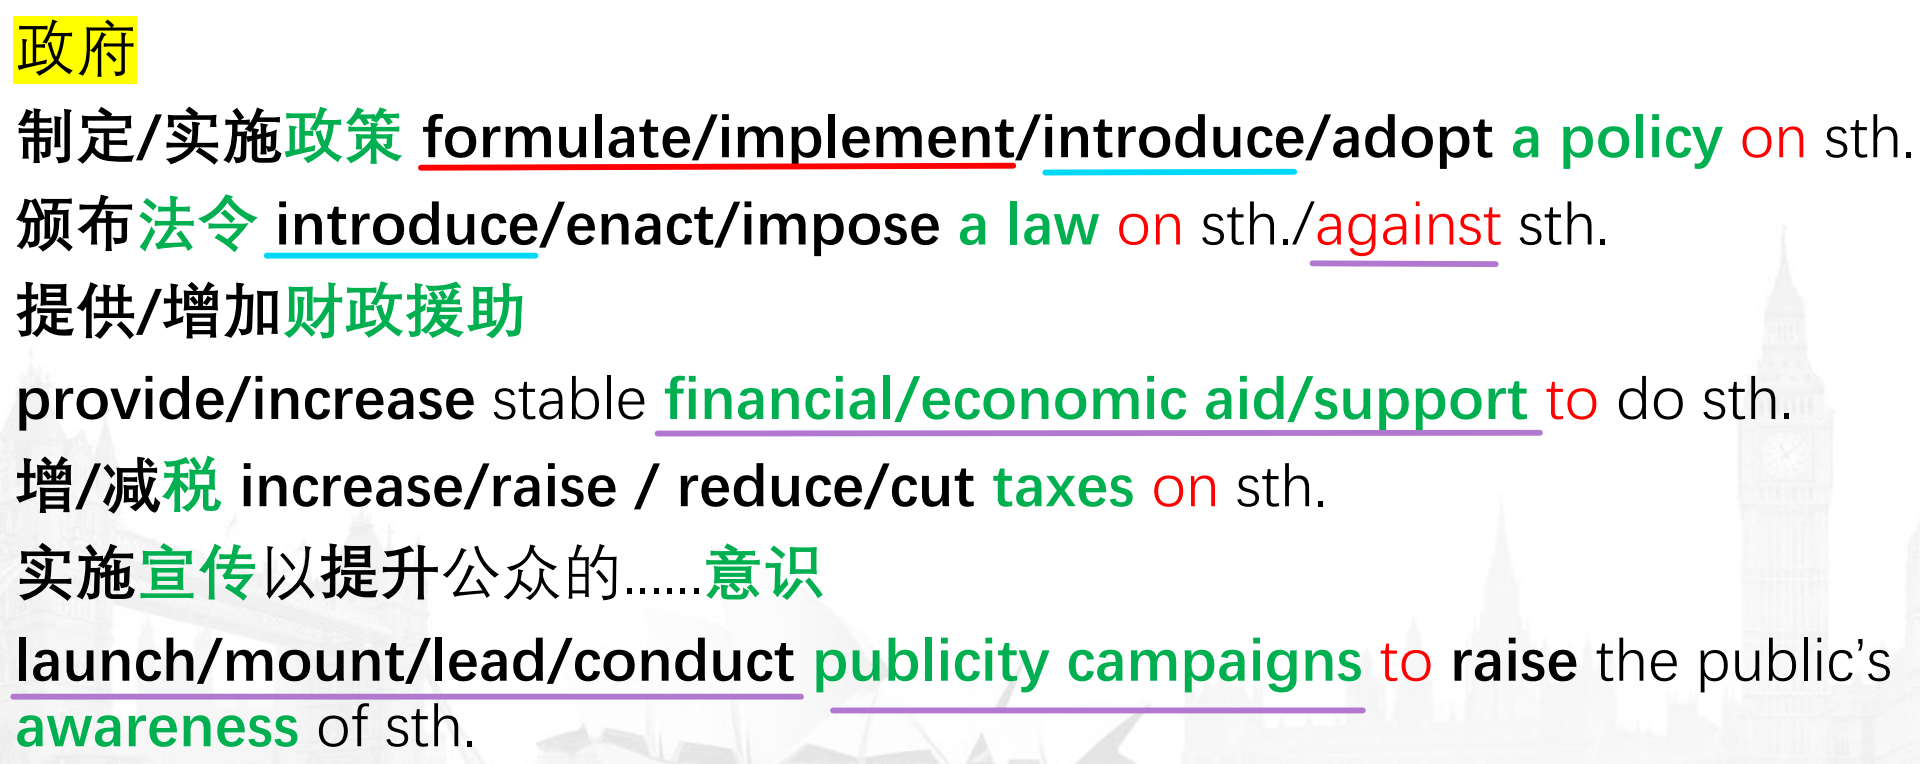 政府
制定/实施政策 formulate/implement/introduce/adopt a policy on sth.
颁布法令 introduce/enact/impose a law on sth./against sth.
提供/增加财政援助
provide/increase stable financial/economic aid/support to do sth.
增/减税 increase/raise / reduce/cut taxes on sth.
实施宣传以提升公众的......意识
launch/mount/lead/conduct publicity campaigns to raise the public’s
awareness of sth.